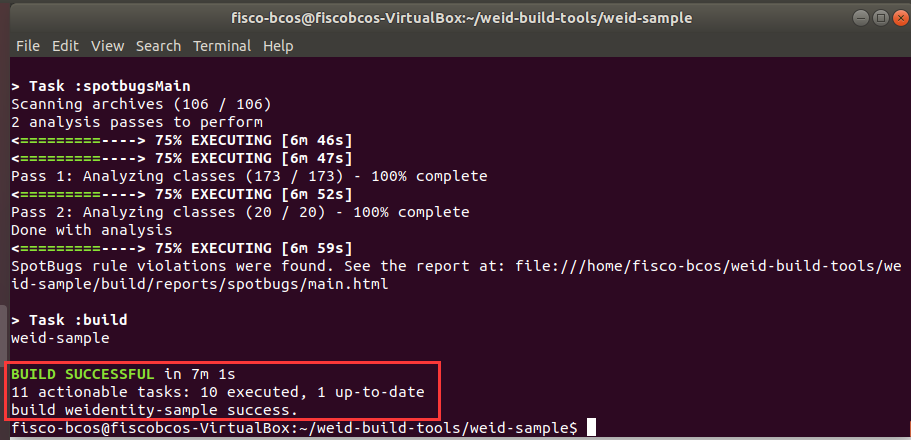 fisco-bcos@fiscobcos-VirtualBox:~/weid-build-tools/weid-sample
File Edit View Search Terminal Help
> Task :spotbugsMain
Scanning archives (106 / 106)
2 analysis passes to perform
<=========----> 75% EXECUTING [6m 46s]
<=========----> 75% EXECUTING [6m 47s]
Pass 1: Analyzing classes (173 / 173) - 100% complete
<=========----> 75% EXECUTING [6m 52s]
Pass 2: Analyzing classes (20 / 20) - 100% complete
Done with analysis
<=========----> 75% EXECUTING [6m 59s]
SpotBugs rule violations were found. See the report at: file:///home/fisco-bcos/weid-build-tools/we
id-sample/build/reports/spotbugs/main.html
> Task :build
weid-sample
BUILD SUCCESSFUL in 7m 1s
11 actionable tasks: 10 executed, 1 up-to-date
build weidentity-sample success.
fisco-bcos@fiscobcos-VirtualBox:~/weid-build-tools/weid-sample$